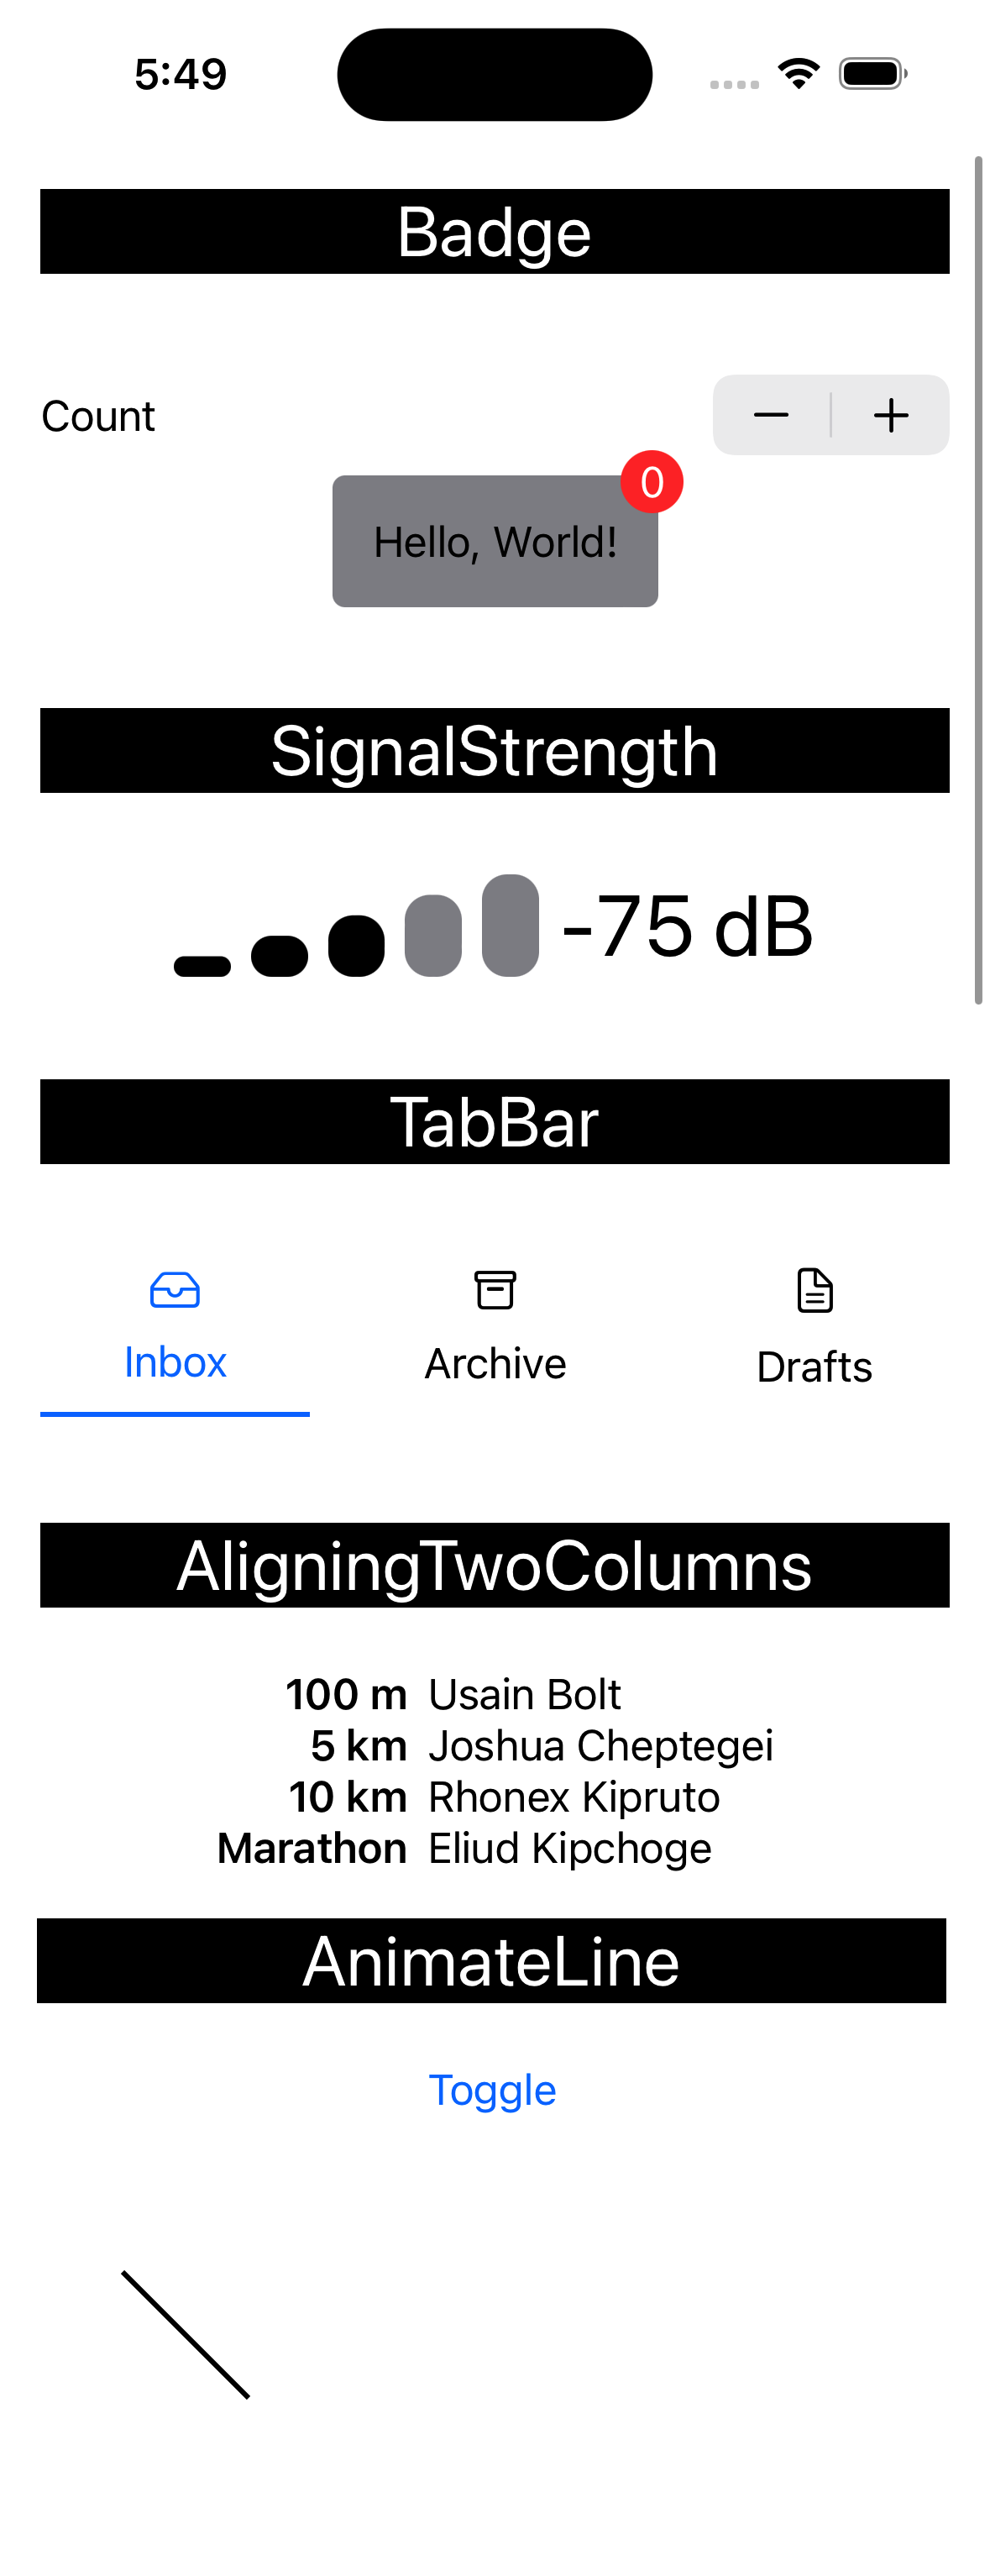 5:49
Badge
Count
0
Hello, World!
SignalStrength
-75 dB
TabBar
Inbox Archive Drafts
AligningTwoColumns
100 m Usain Bolt
5 km Joshua Cheptegei
10 km Rhonex Kipruto
Marathon Eliud Kipchoge
AnimateLine
Toggle